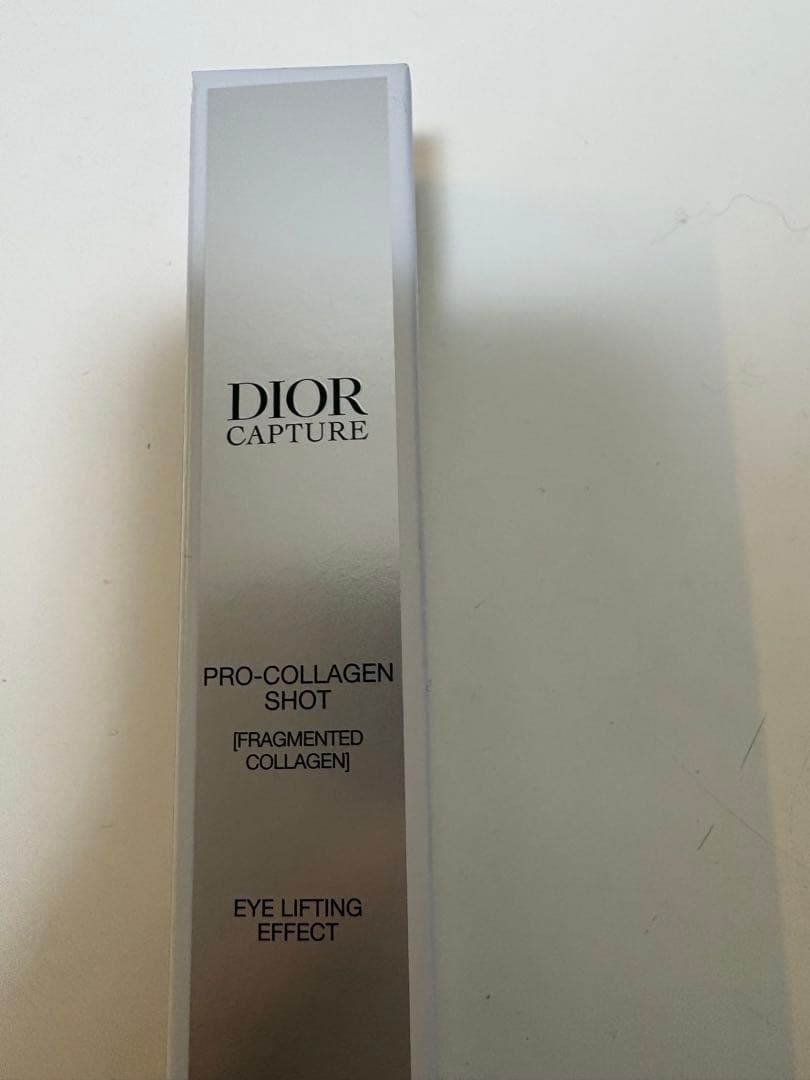 DIOR
CAPTURE
PRO-COLLAGEN
SHOT
[FRAGMENTED
COLLAGEN]
EYE LIFTING
EFFECT